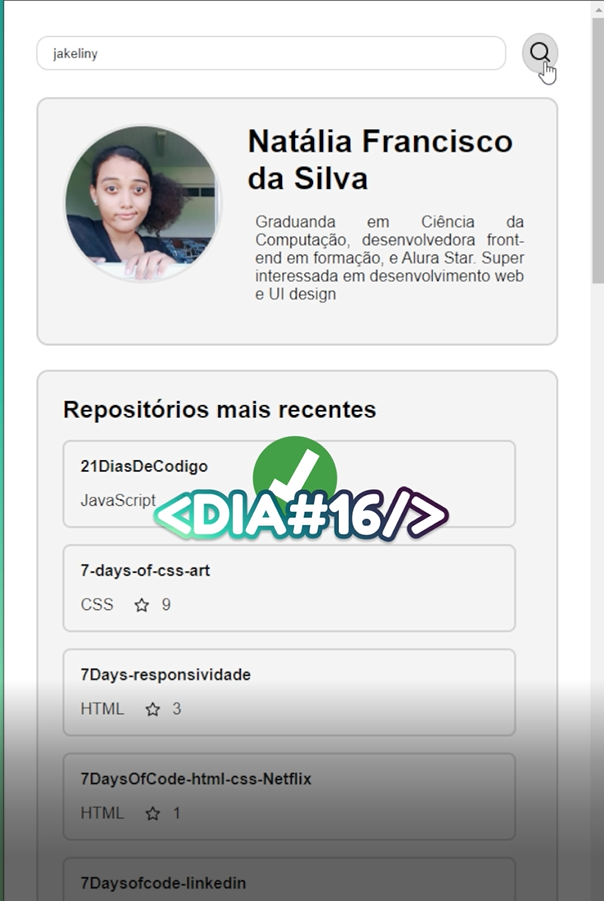 jakeliny
Natália Francisco
da Silva
Graduanda em Ciência da
Computação, desenvolvedora front-
end em formação, e Alura Star. Super
interessada em desenvolvimento web
e UI design
Repositórios mais recentes
21DiasDeCodigo
JavaScript
<DIA#16/>
7-days-of-css-art
CSS 9
7Days-responsividade
HTML 3
7DaysOfCode-html-css-Netflix
HTML 1
7Daysofcode-linkedin